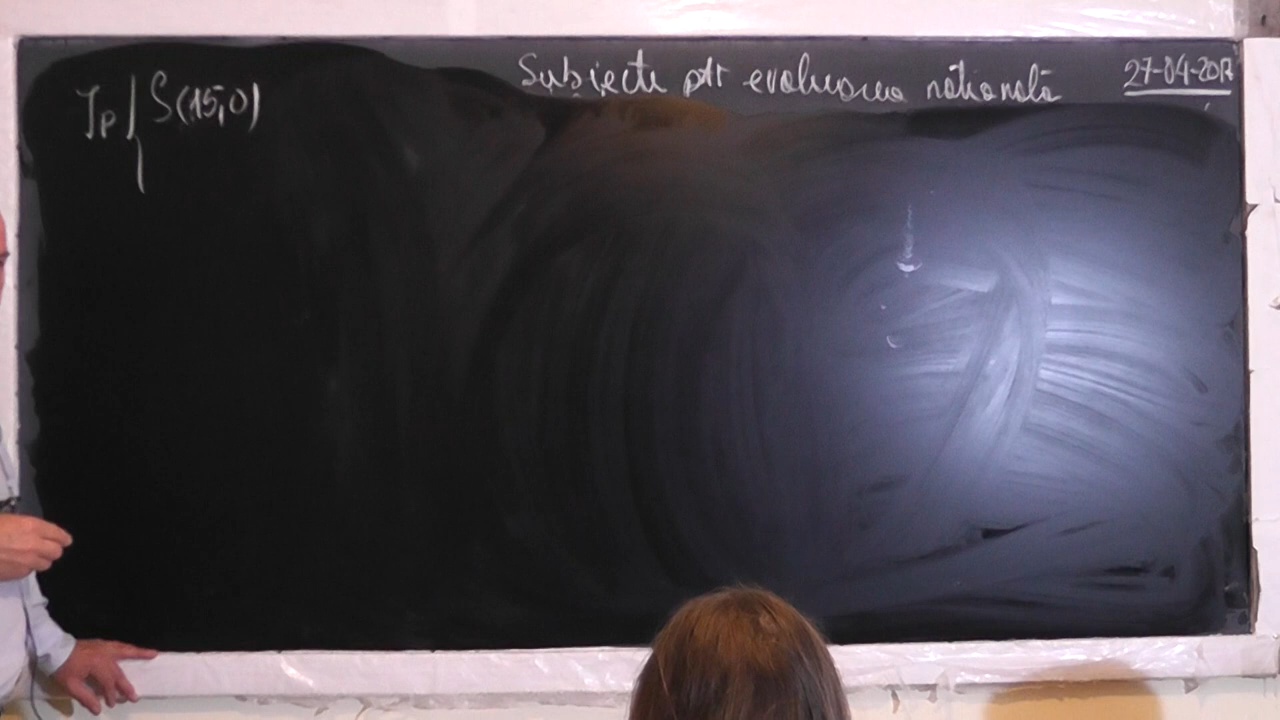 Subiecte ptr evaluarea națională 27-04-2017
Ip { S(15,0)